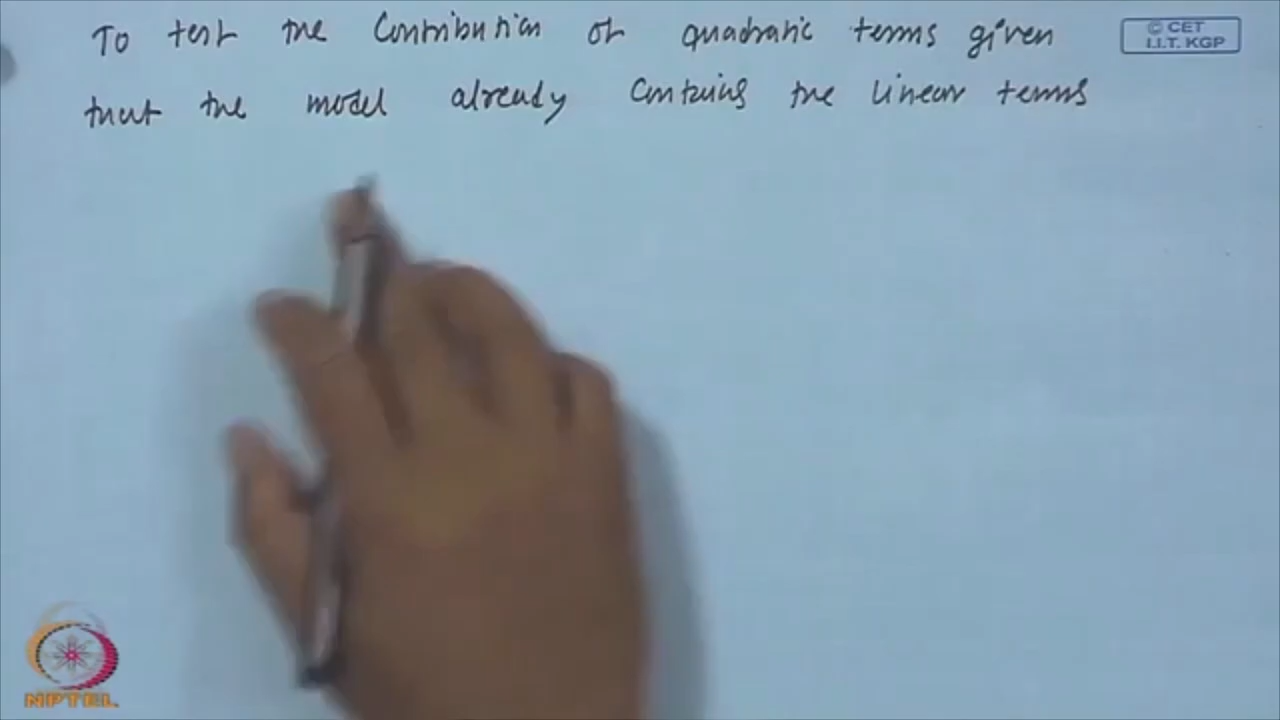 To test the Contribution of quadratic terms given
that the model already contains the linear terms
© CET
I.I.T. KGP
NPTEL